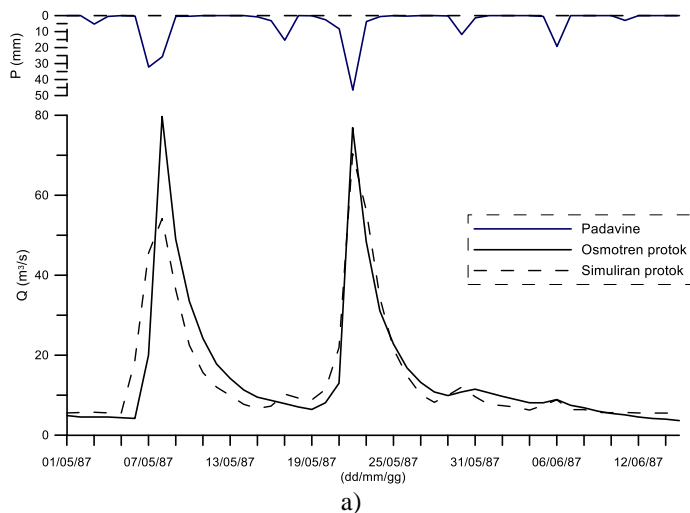 0
10
20
30
40
50
P (mm)
80
60
40
20
0
Q (m³/s)
Padavine
Osmotren protok
Simuliran protok
01/05/87 07/05/87 13/05/87 19/05/87 25/05/87 31/05/87 06/06/87 12/06/87
(dd/mm/gg)
a)